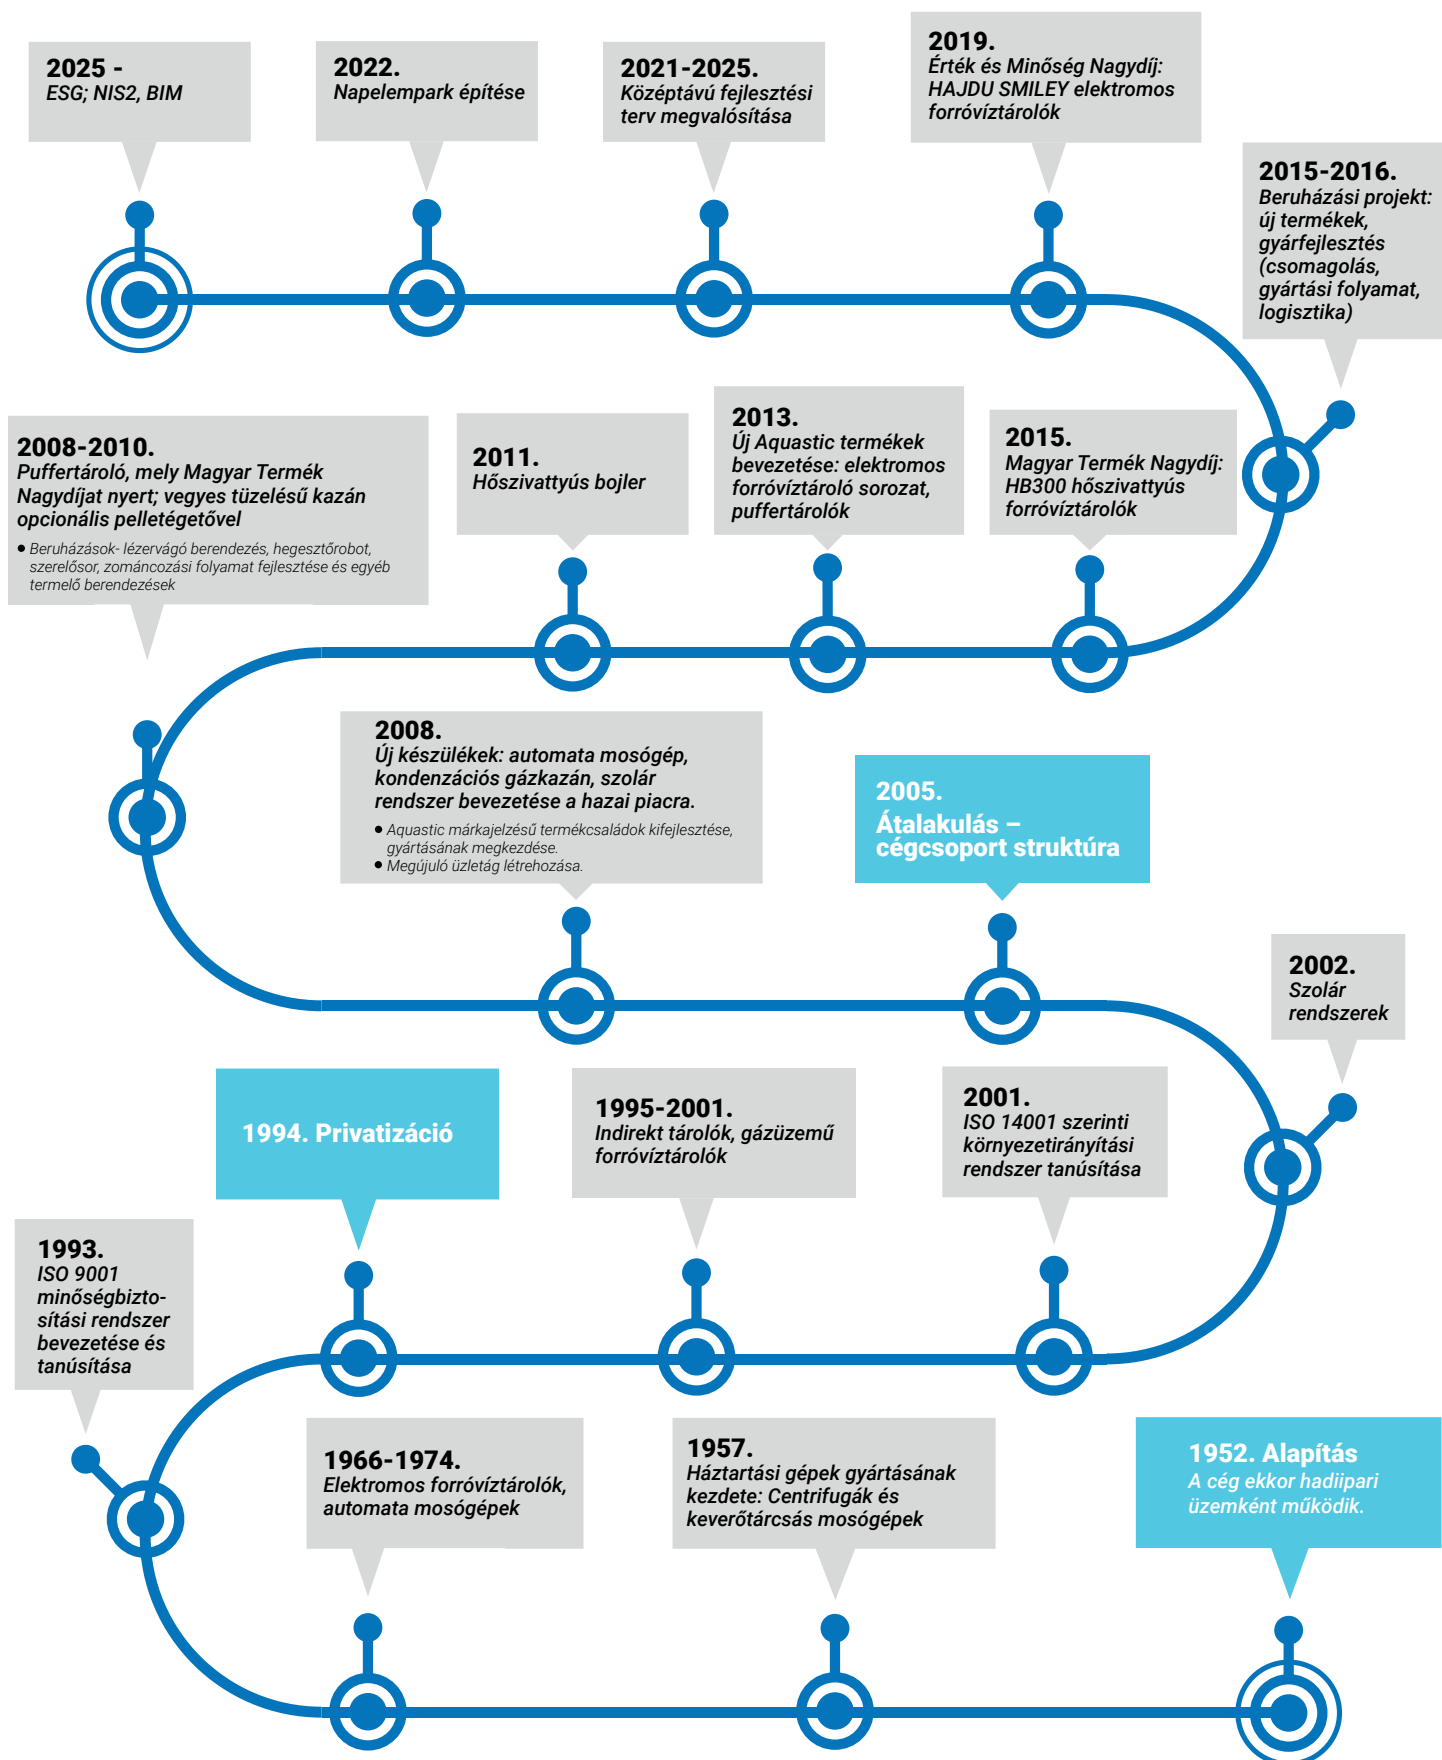 2025 -
ESG; NIS2, BIM
2022.
Napelempark építése
2021-2025.
Középtávú fejlesztési
terv megvalósítása
2019.
Érték és Minőség Nagydíj:
HAJDU SMILEY elektromos
forróvíztárolók
2015-2016.
Beruházási projekt:
új termékek,
gyárfejlesztés
(csomagolás,
gyártási folyamat,
logisztika)
2008-2010.
Puffertároló, mely Magyar Termék
Nagydíjat nyert; vegyes tüzelésű kazán
opcionális pelletégetővel
• Beruházások- lézervágó berendezés, hegesztőrobot,
szerelősor, zománcozási folyamat fejlesztése és egyéb
termelő berendezések
2011.
Hőszivattyús bojler
2013.
Új Aquastic termékek
bevezetése: elektromos
forróvíztároló sorozat,
puffertárolók
2015.
Magyar Termék Nagydíj:
HB300 hőszivattyús
forróvíztárolók
2008.
Új készülékek: automata mosógép,
kondenzációs gázkazán, szolár
rendszer bevezetése a hazai piacra.
• Aquastic márkajelzésű termékcsaládok kifejlesztése,
gyártásának megkezdése.
• Megújuló üzletág létrehozása.
2005.
Átalakulás –
cégcsoport struktúra
2002.
Szolár
rendszerek
1994. Privatizáció
1995-2001.
Indirekt tárolók, gázüzemű
forróvíztárolók
2001.
ISO 14001 szerinti
környezetirányítási
rendszer tanúsítása
1993.
ISO 9001
minőségbizto-
sítási rendszer
bevezetése és
tanúsítása
1966-1974.
Elektromos forróvíztárolók,
automata mosógépek
1957.
Háztartási gépek gyártásának
kezdete: Centrifugák és
keverőtárcsás mosógépek
1952. Alapítás
A cég ekkor hadiipari
üzemként működik.